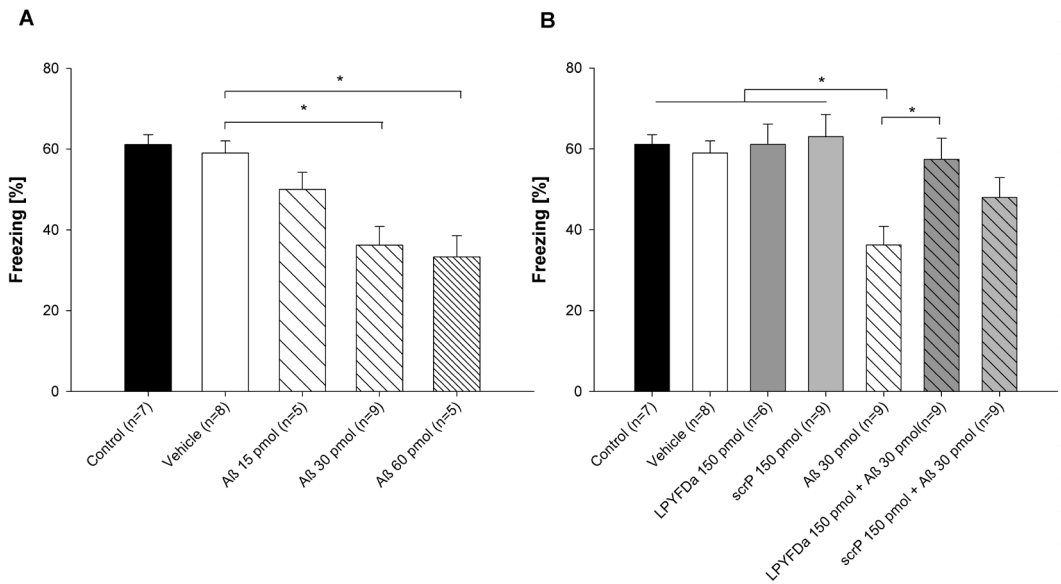 A
Freezing [%]
80
60
40
20
0
*
*
Control (n=7)
Vehicle (n=8)
Aß 15 pmol (n=5)
Aß 30 pmol (n=9)
Aß 60 pmol (n=5)
B
Freezing [%]
80
60
40
20
0
*
*
Control (n=7)
Vehicle (n=8)
LPYFDa 150 pmol (n=6)
scrP 150 pmol (n=9)
Aß 30 pmol (n=9)
LPYFDa 150 pmol + Aß 30 pmol(n=9)
scrP 150 pmol + Aß 30 pmol (n=9)